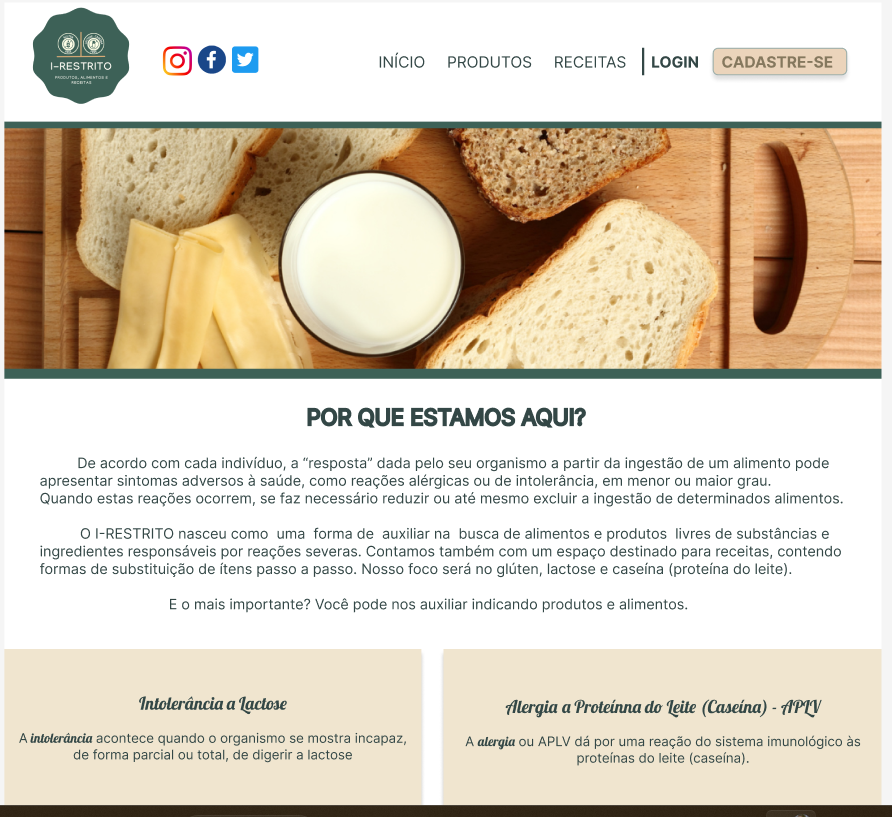 I-RESTRITO
PRODUTOS, ALIMENTOS E
RECEITAS
INÍCIO PRODUTOS RECEITAS LOGIN CADASTRE-SE
POR QUE ESTAMOS AQUI?
De acordo com cada indivíduo, a “resposta” dada pelo seu organismo a partir da ingestão de um alimento pode
apresentar sintomas adversos à saúde, como reações alérgicas ou de intolerância, em menor ou maior grau.
Quando estas reações ocorrem, se faz necessário reduzir ou até mesmo excluir a ingestão de determinados alimentos.
O I-RESTRITO nasceu como uma forma de auxiliar na busca de alimentos e produtos livres de substâncias e
ingredientes responsáveis por reações severas. Contamos também com um espaço destinado para receitas, contendo
formas de substituição de ítens passo a passo. Nosso foco será no glúten, lactose e caseína (proteína do leite).
E o mais importante? Você pode nos auxiliar indicando produtos e alimentos.
Intolerância a Lactose
A intolerância acontece quando o organismo se mostra incapaz,
de forma parcial ou total, de digerir a lactose
Alergia a Proteínna do Leite (Caseína) - APLV
A alergia ou APLV dá por uma reação do sistema imunológico às
proteínas do leite (caseína).